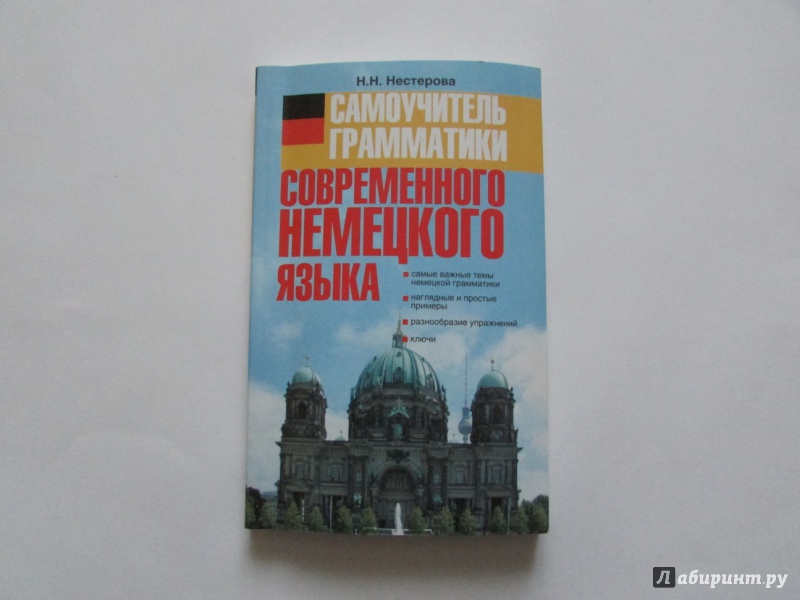 Н.Н. Нестерова
САМОУЧИТЕЛЬ
ГРАММАТИКИ
СОВРЕМЕННОГО
НЕМЕЦКОГО
ЯЗЫКА
самые важные темы
немецкой грамматики
наглядные и простые
примеры
разнообразие упражнений
ключи
Лабиринт.ру